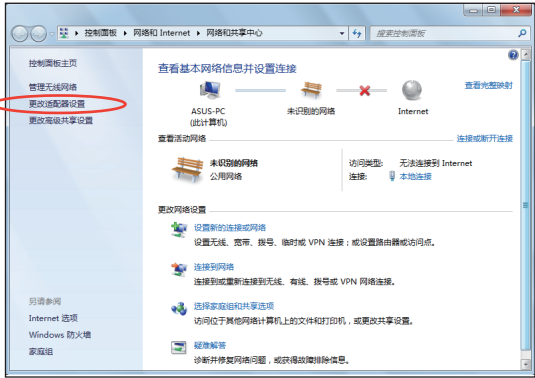 控制面板 ▸ 网络和 Internet ▸ 网络和共享中心
搜索控制面板
控制面板主页
管理无线网络
更改适配器设置
更改高级共享设置
查看基本网络信息并设置连接
查看完整映射
ASUS-PC
(此计算机)
未识别的网络
Internet
查看活动网络
连接或断开连接
未识别的网络
公用网络
访问类型: 无法连接到 Internet
连接: 本地连接
更改网络设置
设置新的连接或网络
设置无线、宽带、拨号、临时或 VPN 连接；或设置路由器或访问点。
连接到网络
连接到或重新连接到无线、有线、拨号或 VPN 网络连接。
选择家庭组和共享选项
访问位于其他网络计算机上的文件和打印机，或更改共享设置。
疑难解答
诊断并修复网络问题，或获得故障排除信息。
另请参阅
Internet 选项
Windows 防火墙
家庭组